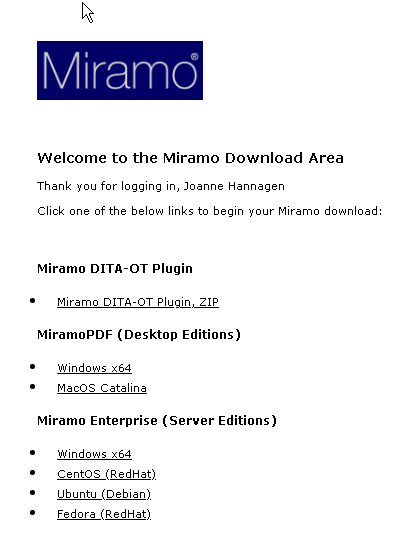 Miramo®
Welcome to the Miramo Download Area
Thank you for logging in, Joanne Hannagen
Click one of the below links to begin your Miramo download:
Miramo DITA-OT Plugin
Miramo DITA-OT Plugin, ZIP
MiramoPDF (Desktop Editions)
Windows x64
MacOS Catalina
Miramo Enterprise (Server Editions)
Windows x64
CentOS (RedHat)
Ubuntu (Debian)
Fedora (RedHat)